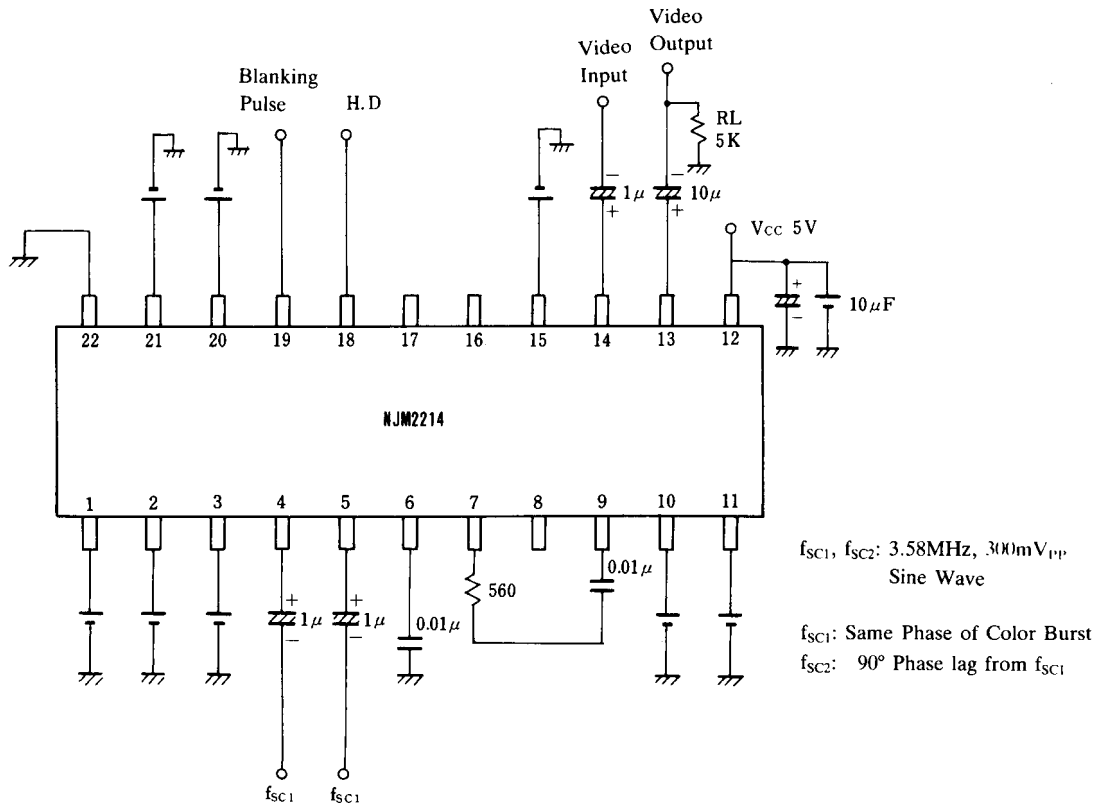 Video
Output
Video
Input
Blanking
Pulse
H.D
RL
5K
−
1μ
+
−
10μ
+
Vcc 5V
+
−
10μF
22 21 20 19 18 17 16 15 14 13 12
NJM2214
1 2 3 4 5 6 7 8 9 10 11
+
1μ
−
+
1μ
−
0.01μ
560
0.01μ
fSC1, fSC2: 3.58MHz, 300mVPP
Sine Wave
fSC1: Same Phase of Color Burst
fSC2: 90° Phase lag from fSC1
fSC1 fSC1